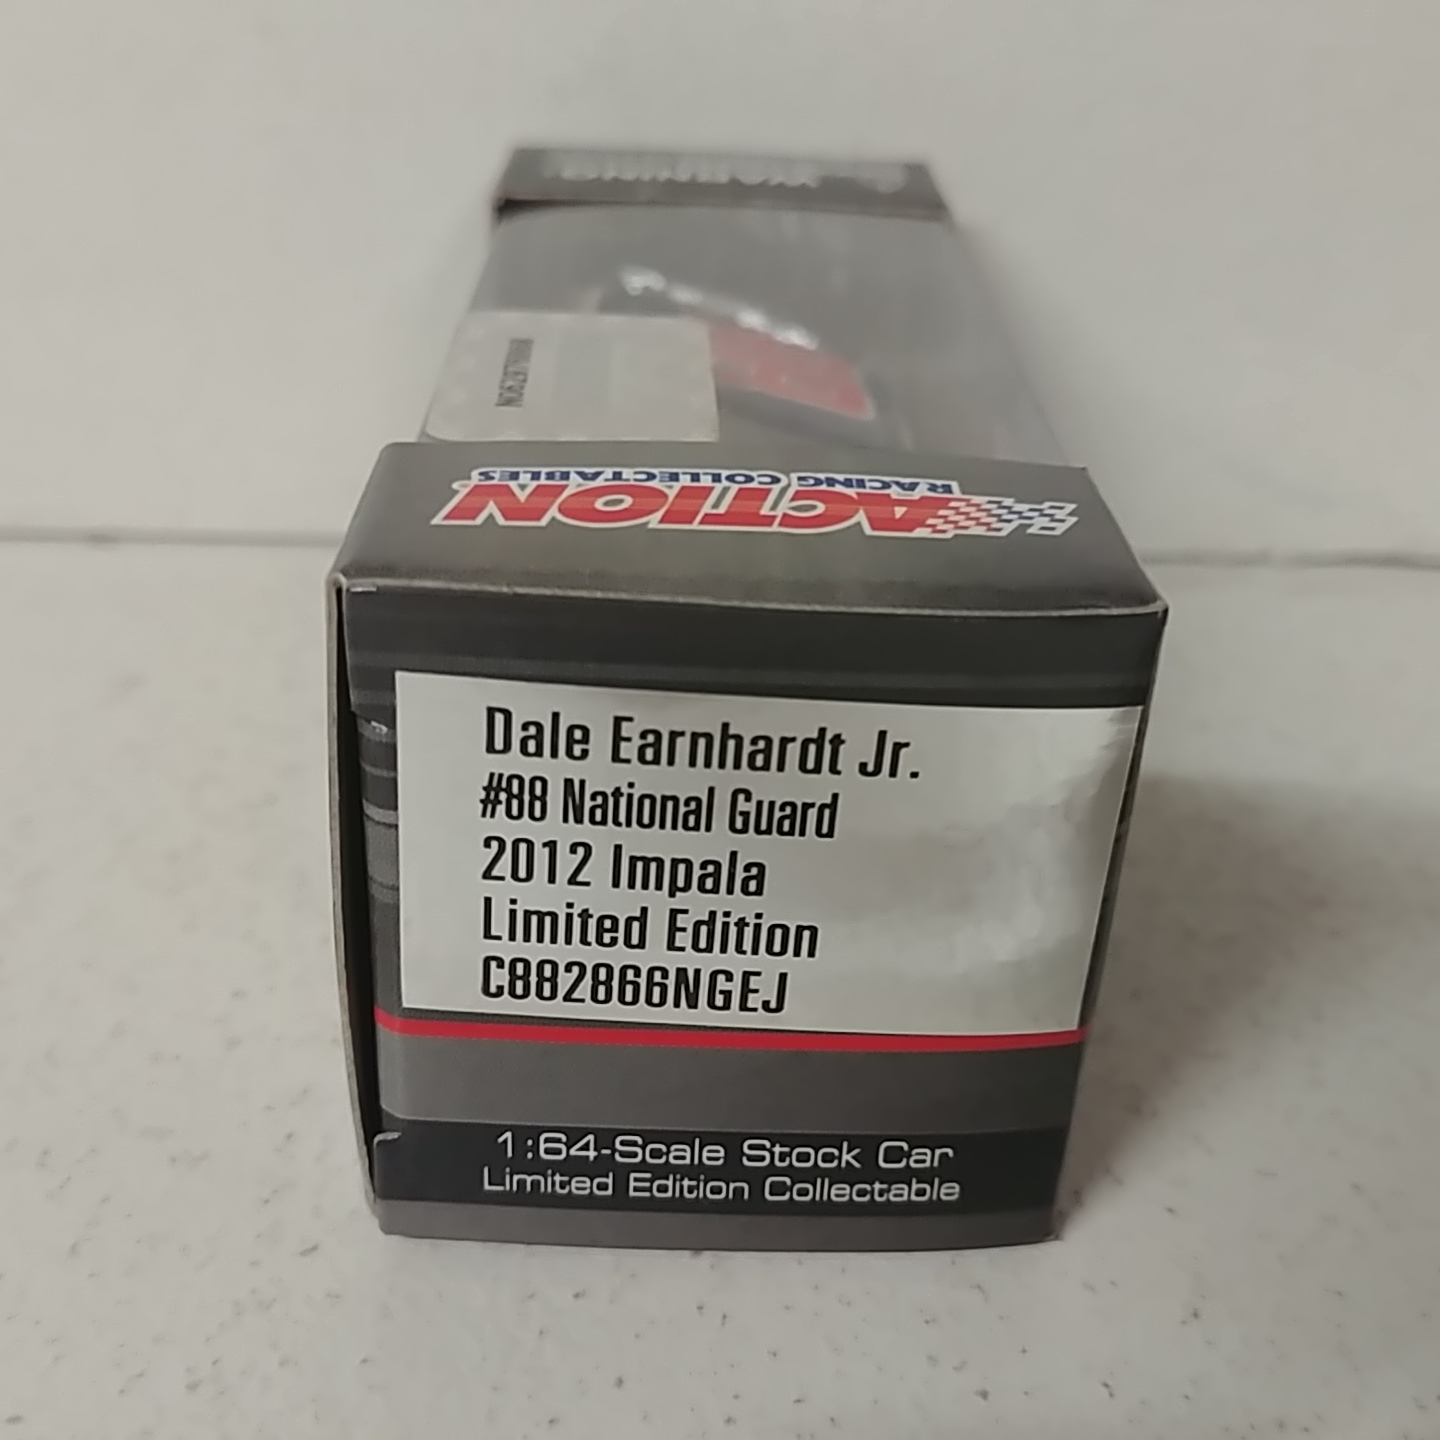 WARNING
ACTION
RACING COLLECTABLES
Dale Earnhardt Jr.
#88 National Guard
2012 Impala
Limited Edition
C882866NGEJ
1:64-Scale Stock Car
Limited Edition Collectable